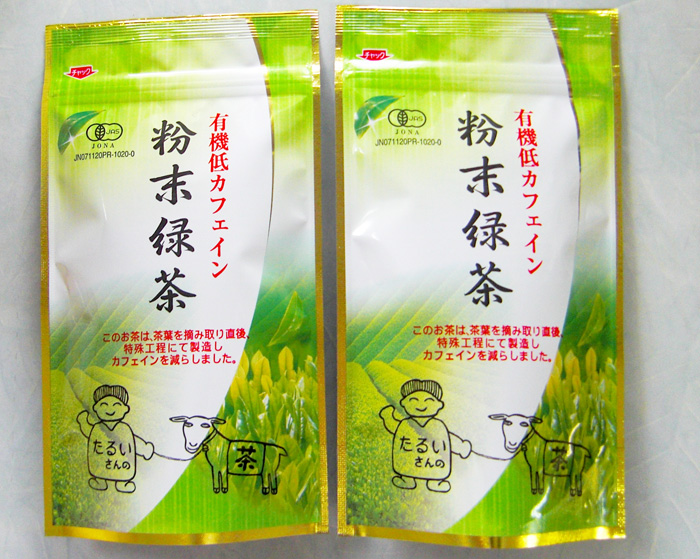 チャック
JAS
JONA
JN071120PR-1020-0
有機低カフェイン
粉末緑茶
このお茶は、茶葉を摘み取り直後、
特殊工程にて製造し
カフェインを減らしました。
たるい
さんの
茶
チャック
JAS
JONA
JN071120PR-1020-0
有機低カフェイン
粉末緑茶
このお茶は、茶葉を摘み取り直後、
特殊工程にて製造し
カフェインを減らしました。
たるい
さんの
茶